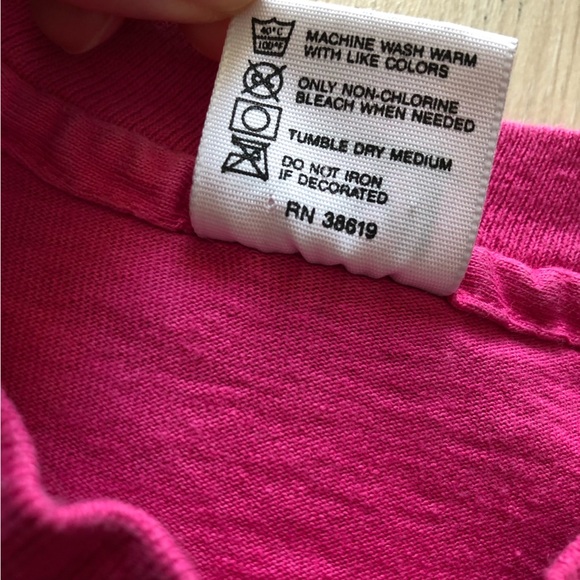 40°C
100°F
MACHINE WASH WARM
WITH LIKE COLORS
ONLY NON-CHLORINE
BLEACH WHEN NEEDED
TUMBLE DRY MEDIUM
DO NOT IRON
IF DECORATED
RN 38619